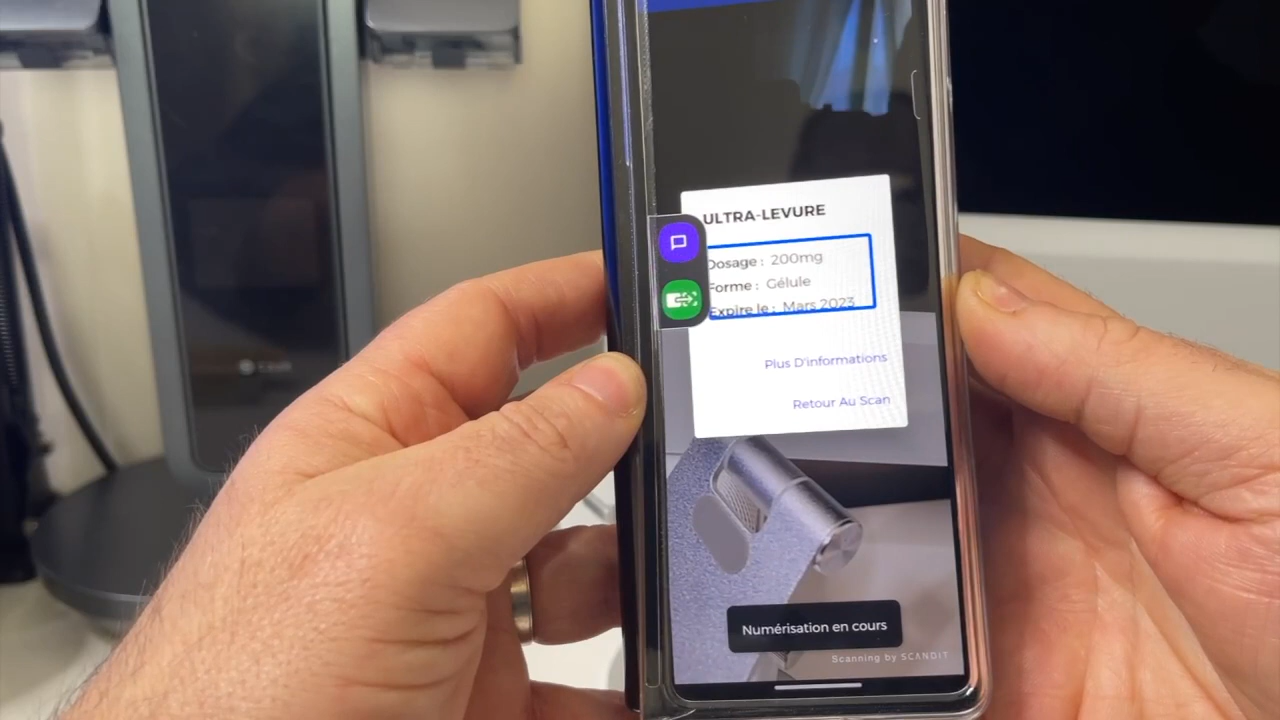 ULTRA-LEVURE
Dosage : 200mg
Forme : Gélule
Expire le : Mars 2023
Plus D'informations
Retour Au Scan
Numérisation en cours
Scanning by SCANDIT